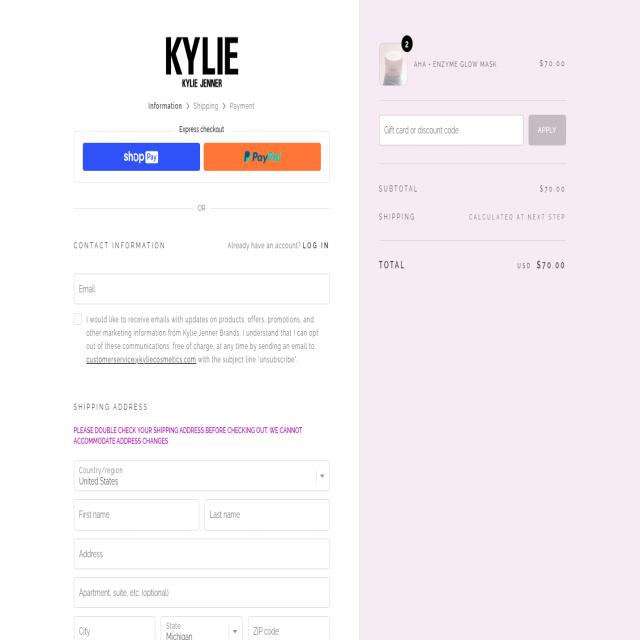 KYLIE
KYLIE JENNER
Information > Shipping > Payment
Express checkout
shop Pay
PayPal
OR
CONTACT INFORMATION
Already have an account? LOG IN
Email
I would like to receive emails with updates on products, offers, promotions, and
other marketing information from Kylie Jenner Brands. I understand that I can opt
out of these communications, free of charge, at any time by sending an email to:
customerservice@kyliecosmetics.com with the subject line "unsubscribe".
SHIPPING ADDRESS
PLEASE DOUBLE CHECK YOUR SHIPPING ADDRESS BEFORE CHECKING OUT. WE CANNOT
ACCOMMODATE ADDRESS CHANGES
Country/region
United States
First name
Last name
Address
Apartment, suite, etc. (optional)
City
State
Michigan
ZIP code
2
AHA + ENZYME GLOW MASK
$70.00
Gift card or discount code
APPLY
SUBTOTAL
$70.00
SHIPPING
CALCULATED AT NEXT STEP
TOTAL
USD $70.00